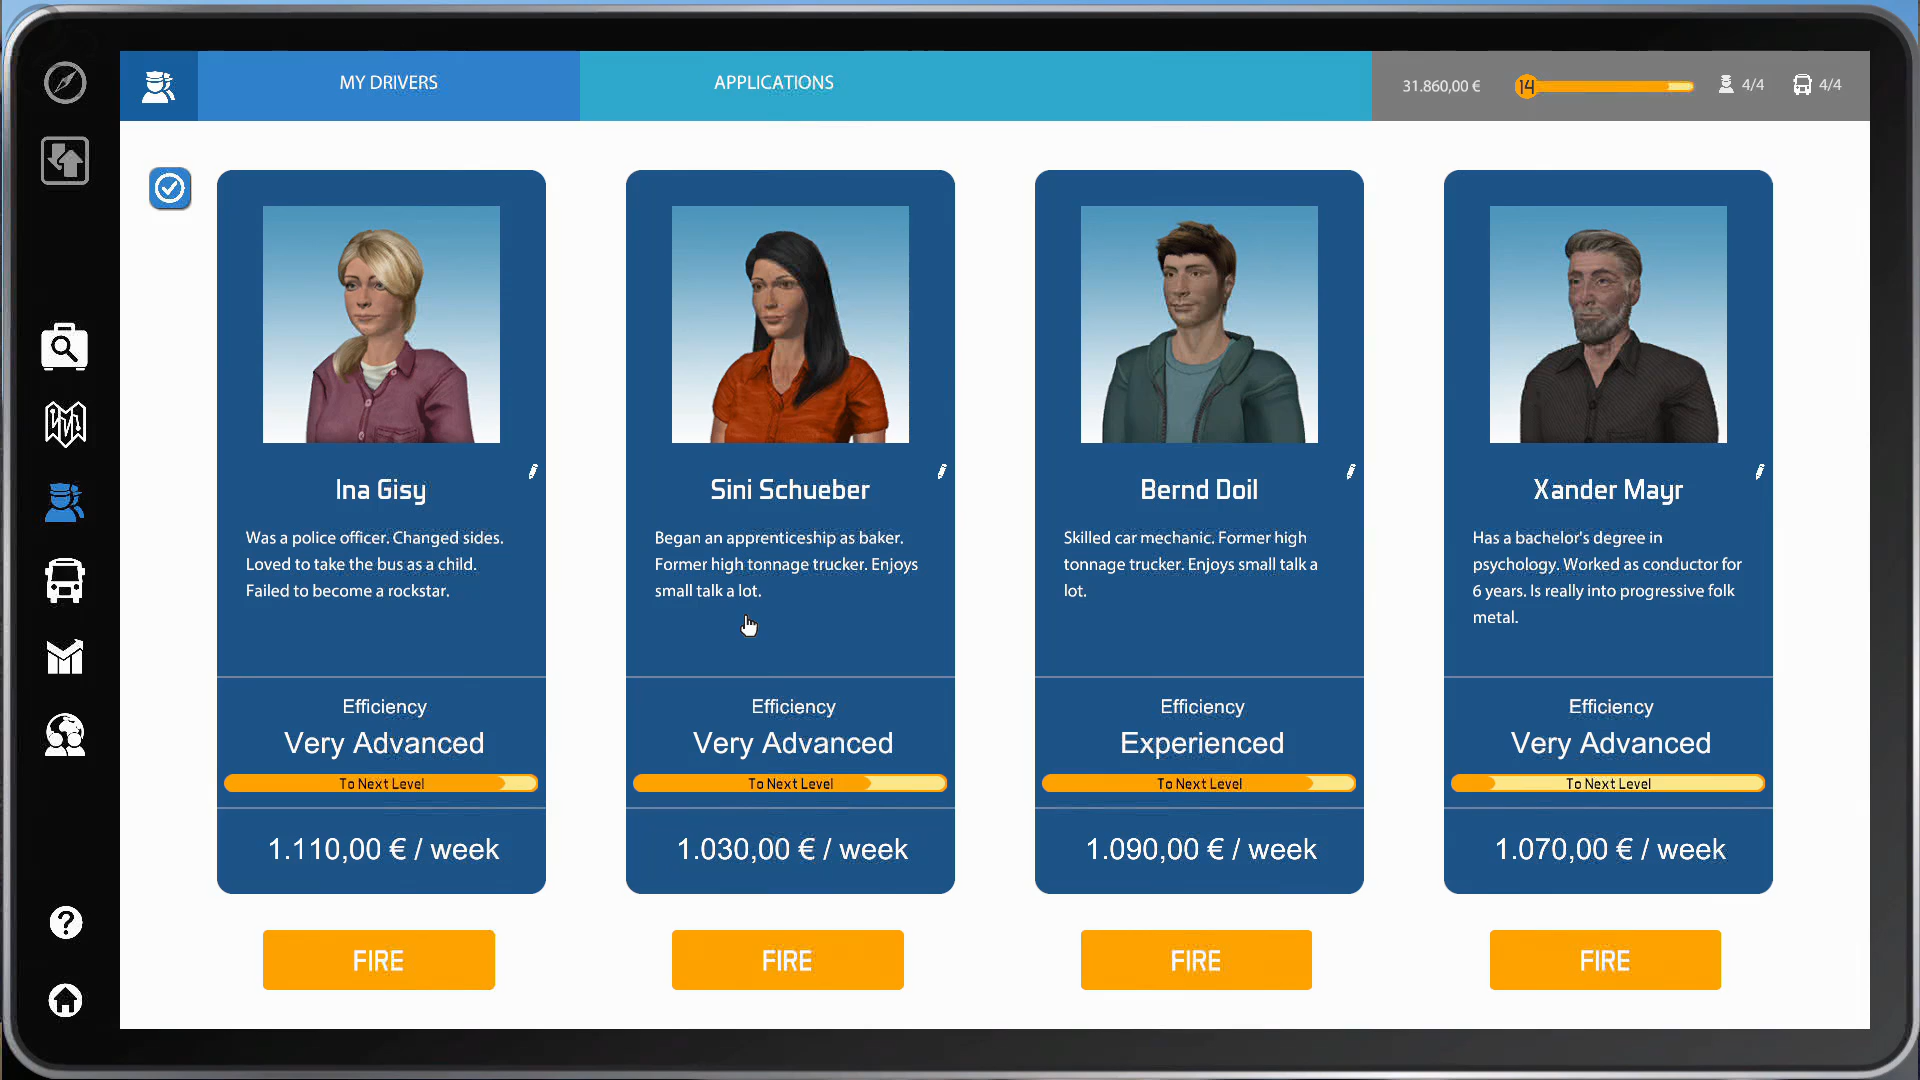 MY DRIVERS
APPLICATIONS
31.860,00 €
14
4/4
4/4
Ina Gisy
Was a police officer. Changed sides.
Loved to take the bus as a child.
Failed to become a rockstar.
Efficiency
Very Advanced
To Next Level
1.110,00 € / week
FIRE
Sini Schueber
Began an apprenticeship as baker.
Former high tonnage trucker. Enjoys
small talk a lot.
Efficiency
Very Advanced
To Next Level
1.030,00 € / week
FIRE
Bernd Doil
Skilled car mechanic. Former high
tonnage trucker. Enjoys small talk a
lot.
Efficiency
Experienced
To Next Level
1.090,00 € / week
FIRE
Xander Mayr
Has a bachelor's degree in
psychology. Worked as conductor for
6 years. Is really into progressive folk
metal.
Efficiency
Very Advanced
To Next Level
1.070,00 € / week
FIRE
?